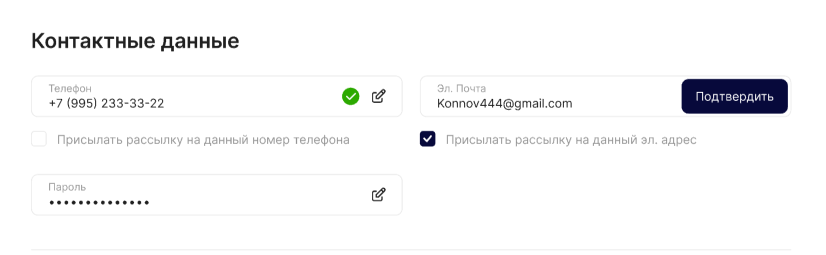 Контактные данные
Телефон
+7 (995) 233-33-22
Эл. Почта
Konnov444@gmail.com
Подтвердить
Присылать рассылку на данный номер телефона
Присылать рассылку на данный эл. адрес
Пароль
••••••••••••••